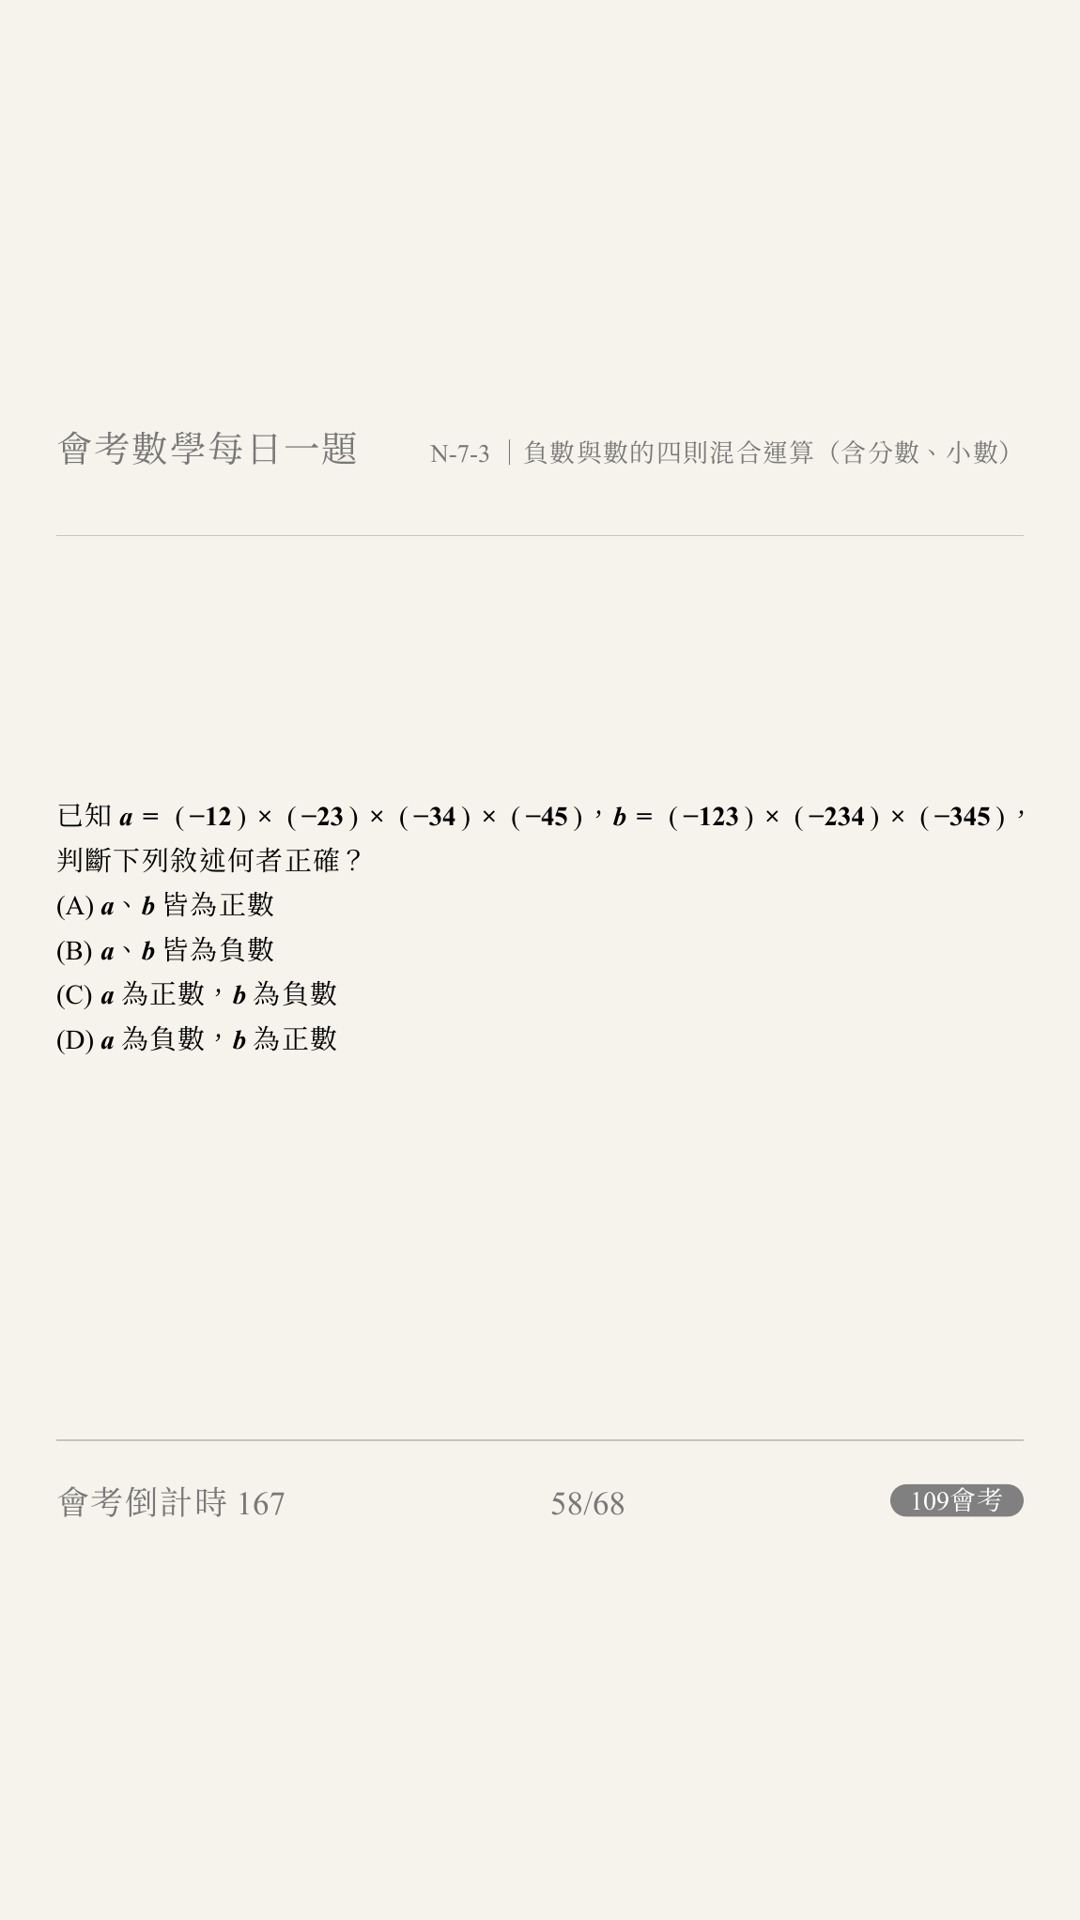 會考數學每日一題
N-7-3｜負數與數的四則混合運算（含分數、小數）
已知 a = (−12) × (−23) × (−34) × (−45)，b = (−123) × (−234) × (−345)，
判斷下列敘述何者正確？
(A) a、b 皆為正數
(B) a、b 皆為負數
(C) a 為正數，b 為負數
(D) a 為負數，b 為正數
會考倒計時 167
58/68
109會考